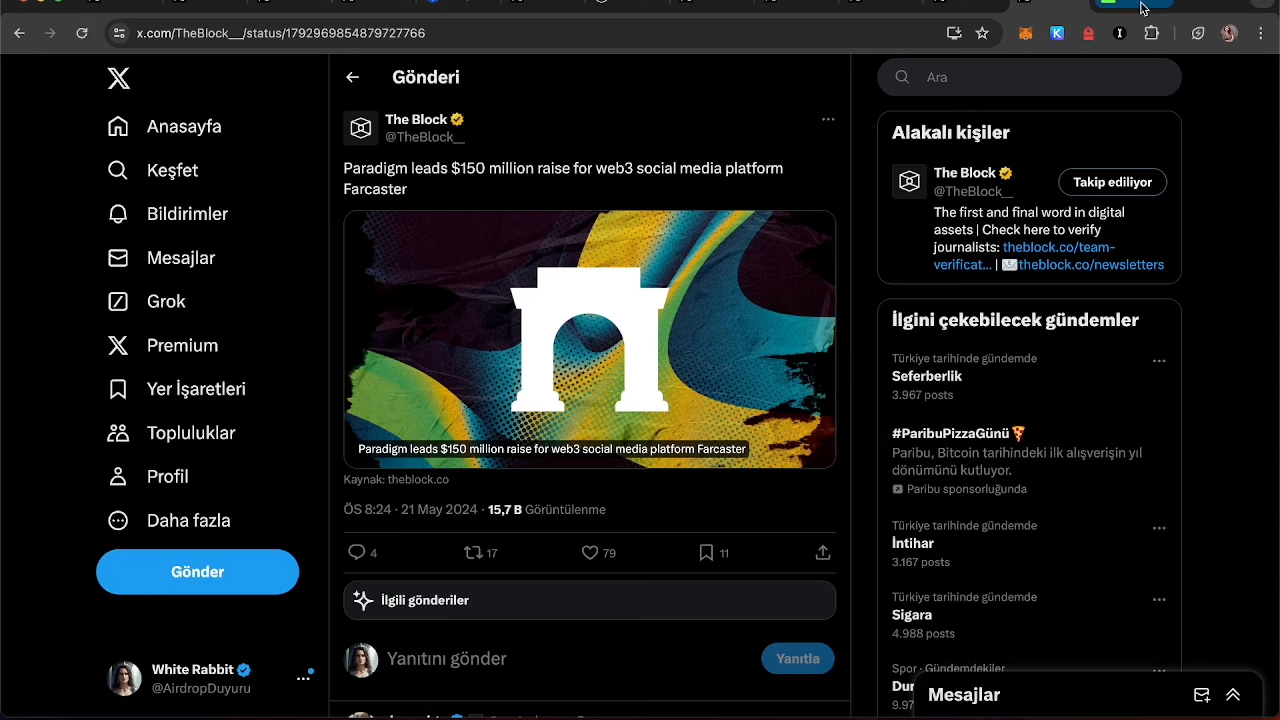 x.com/TheBlock__/status/1792969854879727766
Anasayfa
Keşfet
Bildirimler
Mesajlar
Grok
Premium
Yer İşaretleri
Topluluklar
Profil
Daha fazla
Gönder
White Rabbit
@AirdropDuyuru
Gönderi
The Block
@TheBlock__
Paradigm leads $150 million raise for web3 social media platform
Farcaster
Paradigm leads $150 million raise for web3 social media platform Farcaster
Kaynak: theblock.co
ÖS 8:24 · 21 May 2024 · 15,7 B Görüntülenme
4 17 79 11
İlgili gönderiler
Yanıtını gönder
Yanıtla
Ara
Alakalı kişiler
The Block
@TheBlock__
Takip ediliyor
The first and final word in digital
assets | Check here to verify
journalists: theblock.co/team-
verificat... | theblock.co/newsletters
İlgini çekebilecek gündemler
Türkiye tarihinde gündemde
Seferberlik
3.967 posts
#ParibuPizzaGünü
Paribu, Bitcoin tarihindeki ilk alışverişin yıl
dönümünü kutluyor.
Paribu sponsorluğunda
Türkiye tarihinde gündemde
İntihar
3.167 posts
Türkiye tarihinde gündemde
Sigara
4.988 posts
Spor · Gündemdekiler
Mesajlar